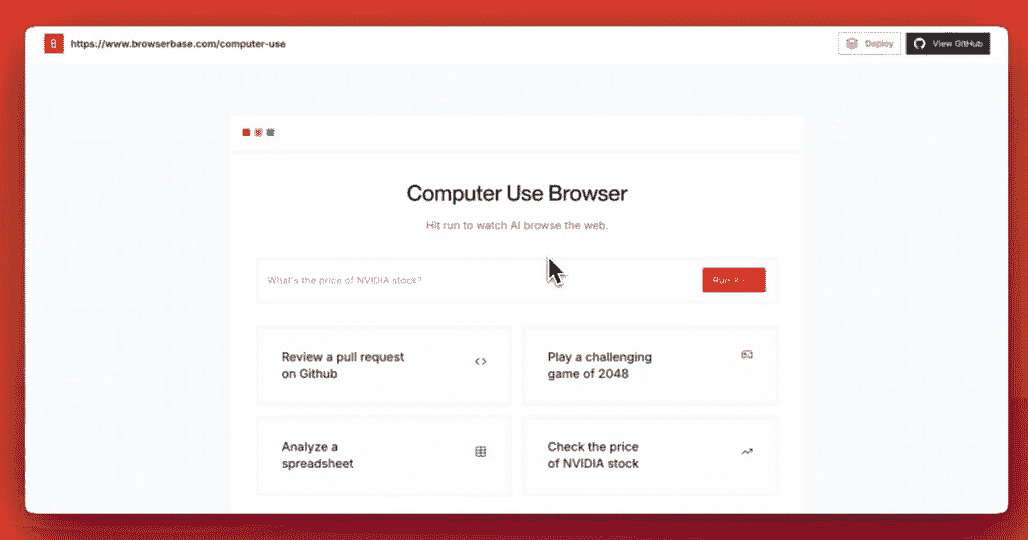 https://www.browserbase.com/computer-use
Deploy
View GitHub
Computer Use Browser
Hit run to watch AI browse the web.
What's the price of NVIDIA stock?
Run
Review a pull request
on Github
Play a challenging
game of 2048
Analyze a
spreadsheet
Check the price
of NVIDIA stock